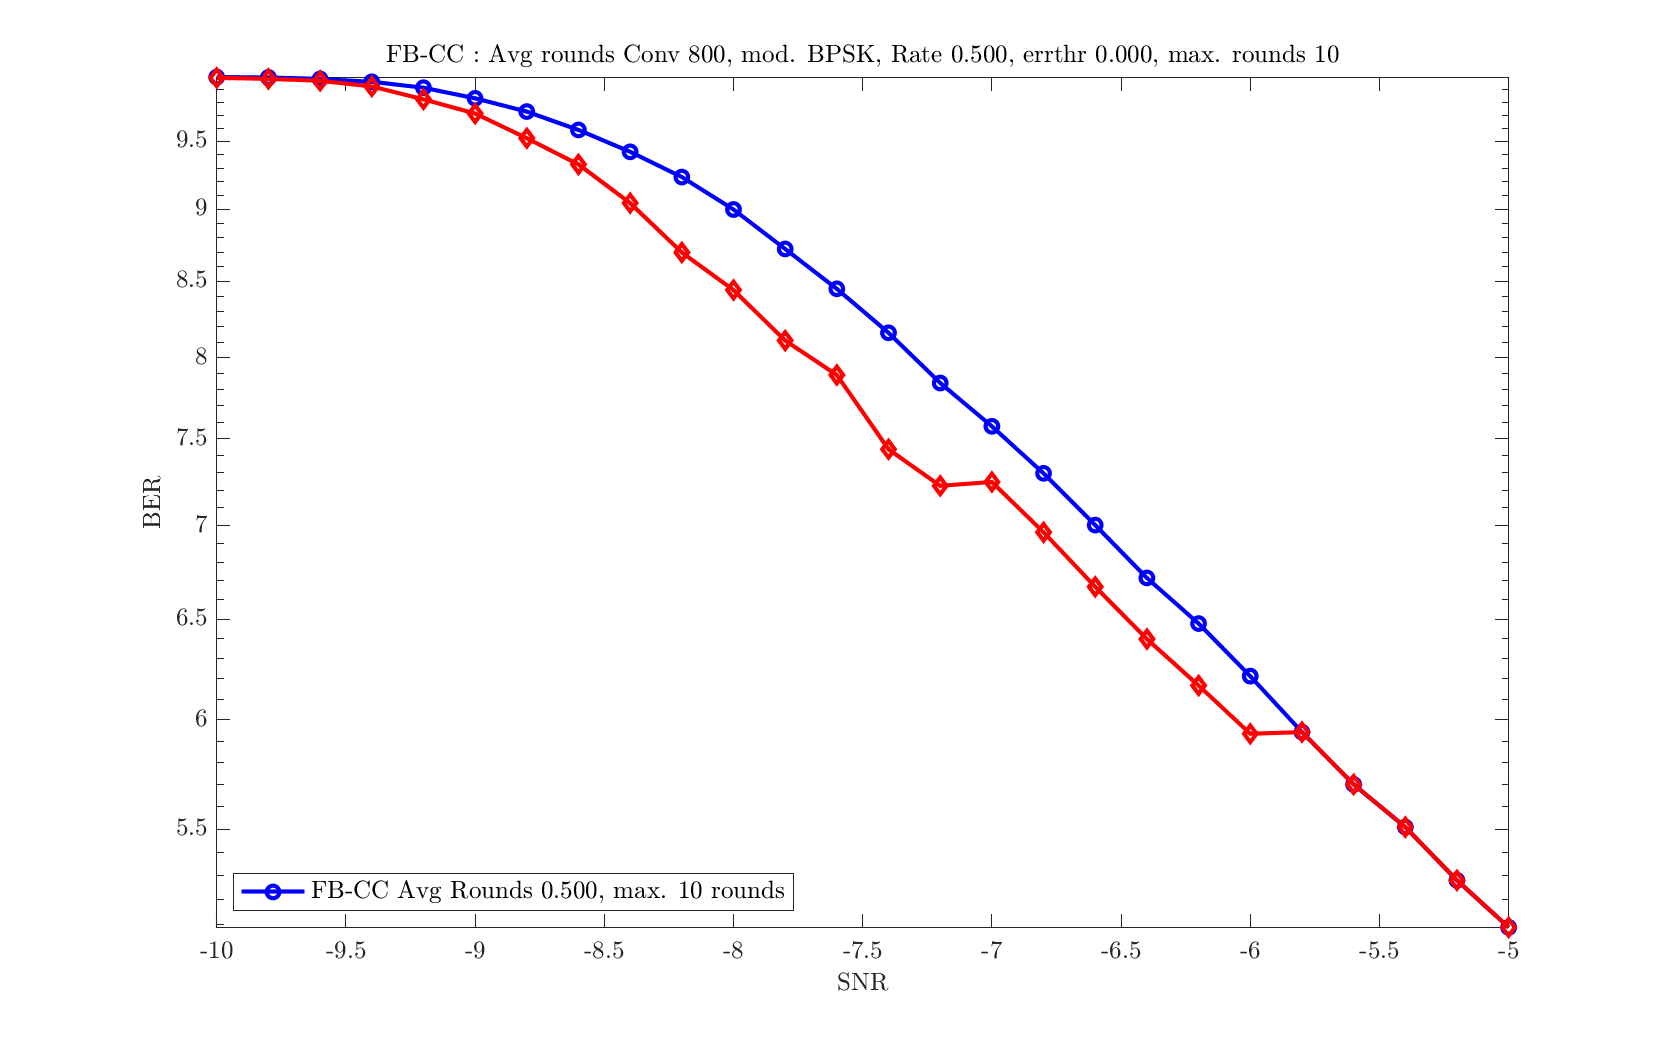 FB-CC : Avg rounds Conv 800, mod. BPSK, Rate 0.500, errthr 0.000, max. rounds 10
9.5
9
8.5
8
7.5
7
6.5
6
5.5
BER
FB-CC Avg Rounds 0.500, max. 10 rounds
-10 -9.5 -9 -8.5 -8 -7.5 -7 -6.5 -6 -5.5 -5
SNR